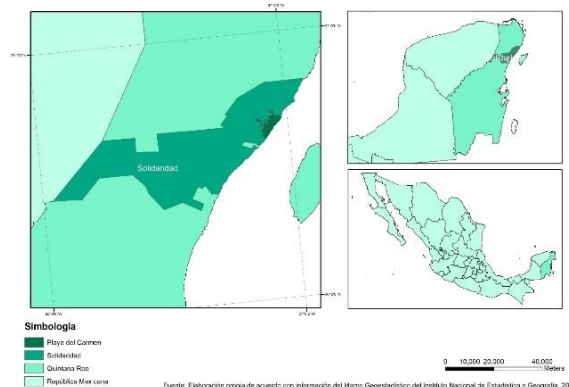 Solidaridad
Simbología
Playa del Carmen
Solidaridad
Quintana Roo
República Mexicana
0 10,000 20,000 40,000
Meters
Fuente: Elaboración propia de acuerdo con información del Marco Geoestadístico del Instituto Nacional de Estadística e Geografía, 20